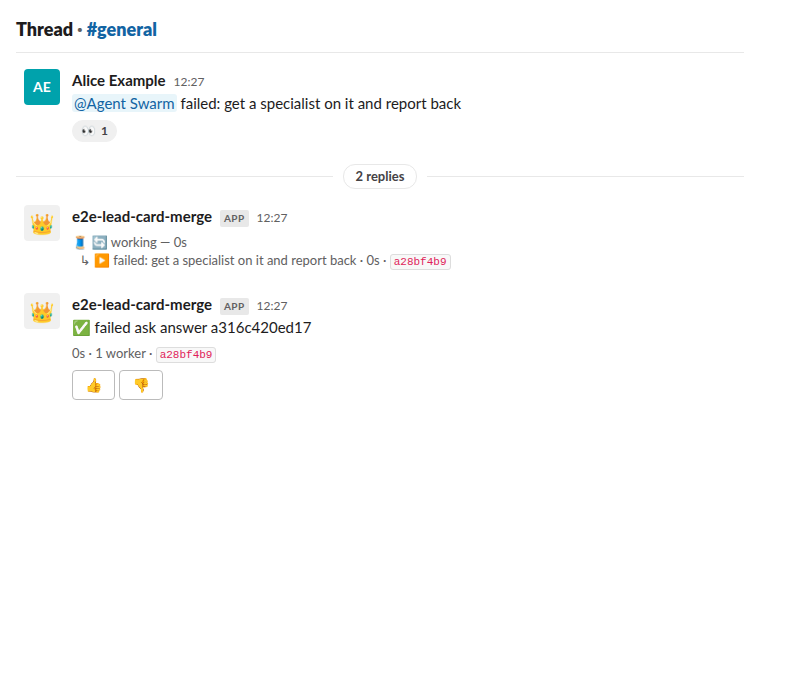 Thread • #general
AE
Alice Example 12:27
@Agent Swarm failed: get a specialist on it and report back
👀 1
2 replies
e2e-lead-card-merge APP 12:27
🧵 🔄 working — 0s
↳ ▶️ failed: get a specialist on it and report back · 0s · a28bf4b9
e2e-lead-card-merge APP 12:27
✅ failed ask answer a316c420ed17
0s · 1 worker · a28bf4b9
👍 👎